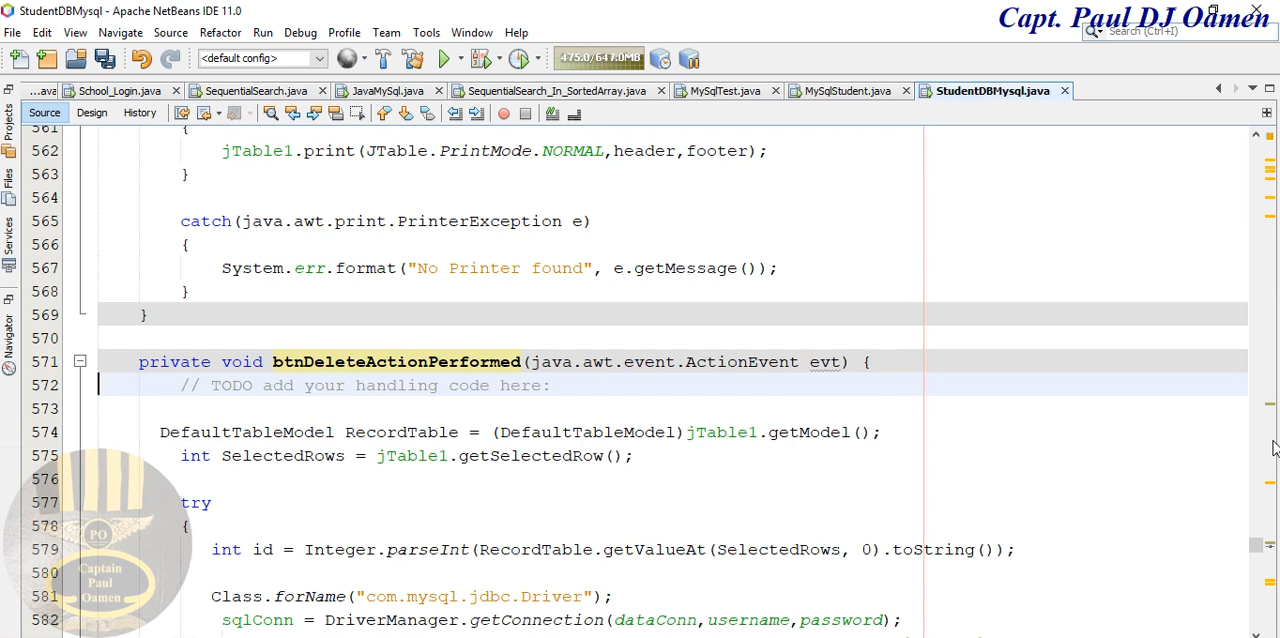 StudentDBMysql - Apache NetBeans IDE 11.0
Capt. Paul DJ Oamen
File Edit View Navigate Source Refactor Run Debug Profile Team Tools Window Help
Search (Ctrl+I)
<default config>
475.0/647.0MB
...ava School_Login.java SquentialSearch.java JavaMySql.java SequentialSearch_In_SortedArray.java MySqlTest.java MySqlStudent.java StudentDBMysql.java
Source Design History
Projects
Files
Services
Navigator
561 {
562 jTable1.print(JTable.PrintMode.NORMAL,header,footer);
563 }
564
565 catch(java.awt.print.PrinterException e)
566 {
567 System.err.format("No Printer found", e.getMessage());
568 }
569 }
570
571 private void btnDeleteActionPerformed(java.awt.event.ActionEvent evt) {
572 // TODO add your handling code here:
573
574 DefaultTableModel RecordTable = (DefaultTableModel)jTable1.getModel();
575 int SelectedRows = jTable1.getSelectedRow();
576
577 try
578 {
579 int id = Integer.parseInt(RecordTable.getValueAt(SelectedRows, 0).toString());
580
581 Class.forName("com.mysql.jdbc.Driver");
582 sqlConn = DriverManager.getConnection(dataConn,username,password);
PO
Captain
Paul
Oamen